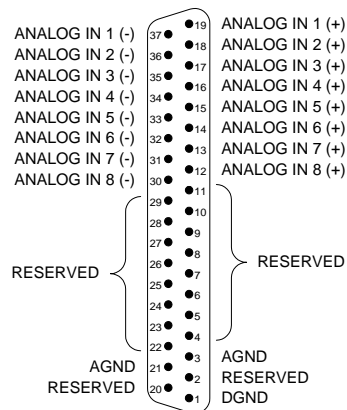 19 ANALOG IN 1 (+)
ANALOG IN 1 (-) 37
18 ANALOG IN 2 (+)
ANALOG IN 2 (-) 36
17 ANALOG IN 3 (+)
ANALOG IN 3 (-) 35
16 ANALOG IN 4 (+)
ANALOG IN 4 (-) 34
15 ANALOG IN 5 (+)
ANALOG IN 5 (-) 33
14 ANALOG IN 6 (+)
ANALOG IN 6 (-) 32
13 ANALOG IN 7 (+)
ANALOG IN 7 (-) 31
12 ANALOG IN 8 (+)
ANALOG IN 8 (-) 30
11
29
10
28
9
27
8
RESERVED
26
RESERVED
7
25
6
24
5
23
4
22
3 AGND
AGND 21
2 RESERVED
RESERVED 20
1 DGND